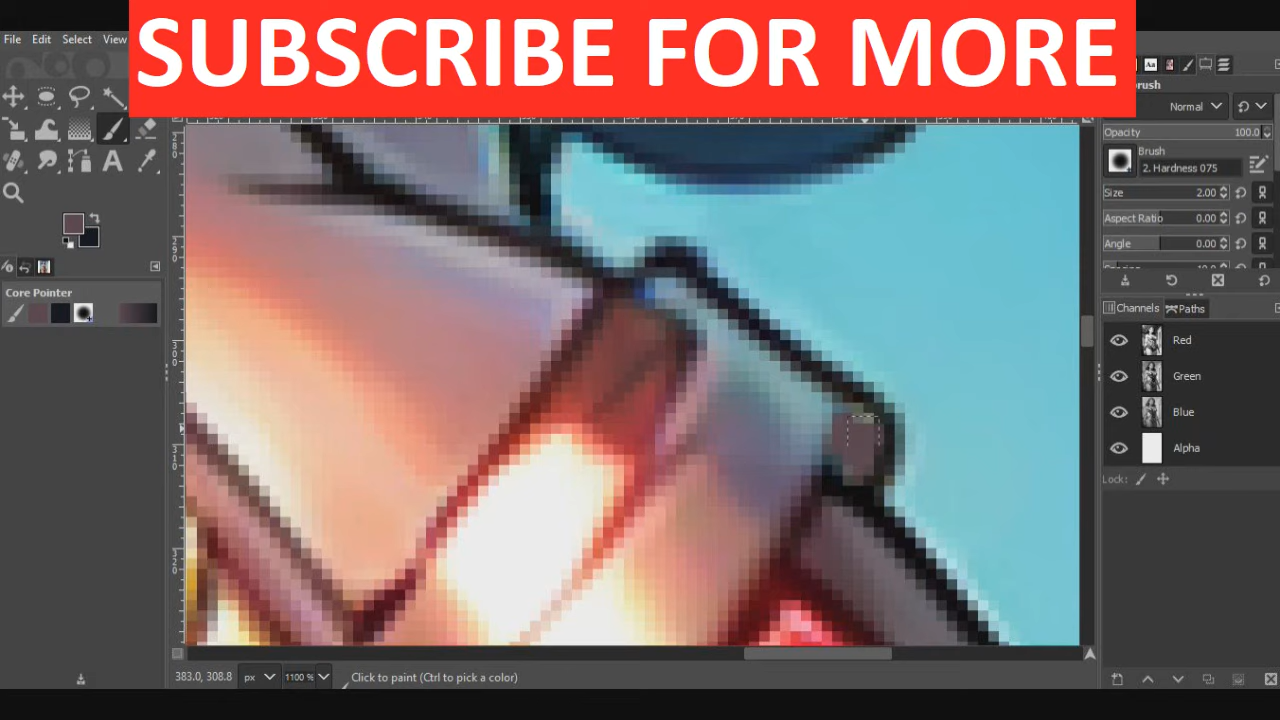 SUBSCRIBE FOR MORE
File Edit Select View
Aa
brush
Normal
Opacity 100.0
Brush
2. Hardness 075
Size 2.00
Aspect Ratio 0.00
Angle 0.00
Core Pointer
Channels Paths
Red
Green
Blue
Alpha
Lock:
383.0, 308.8 px 1100 % Click to paint (Ctrl to pick a color)